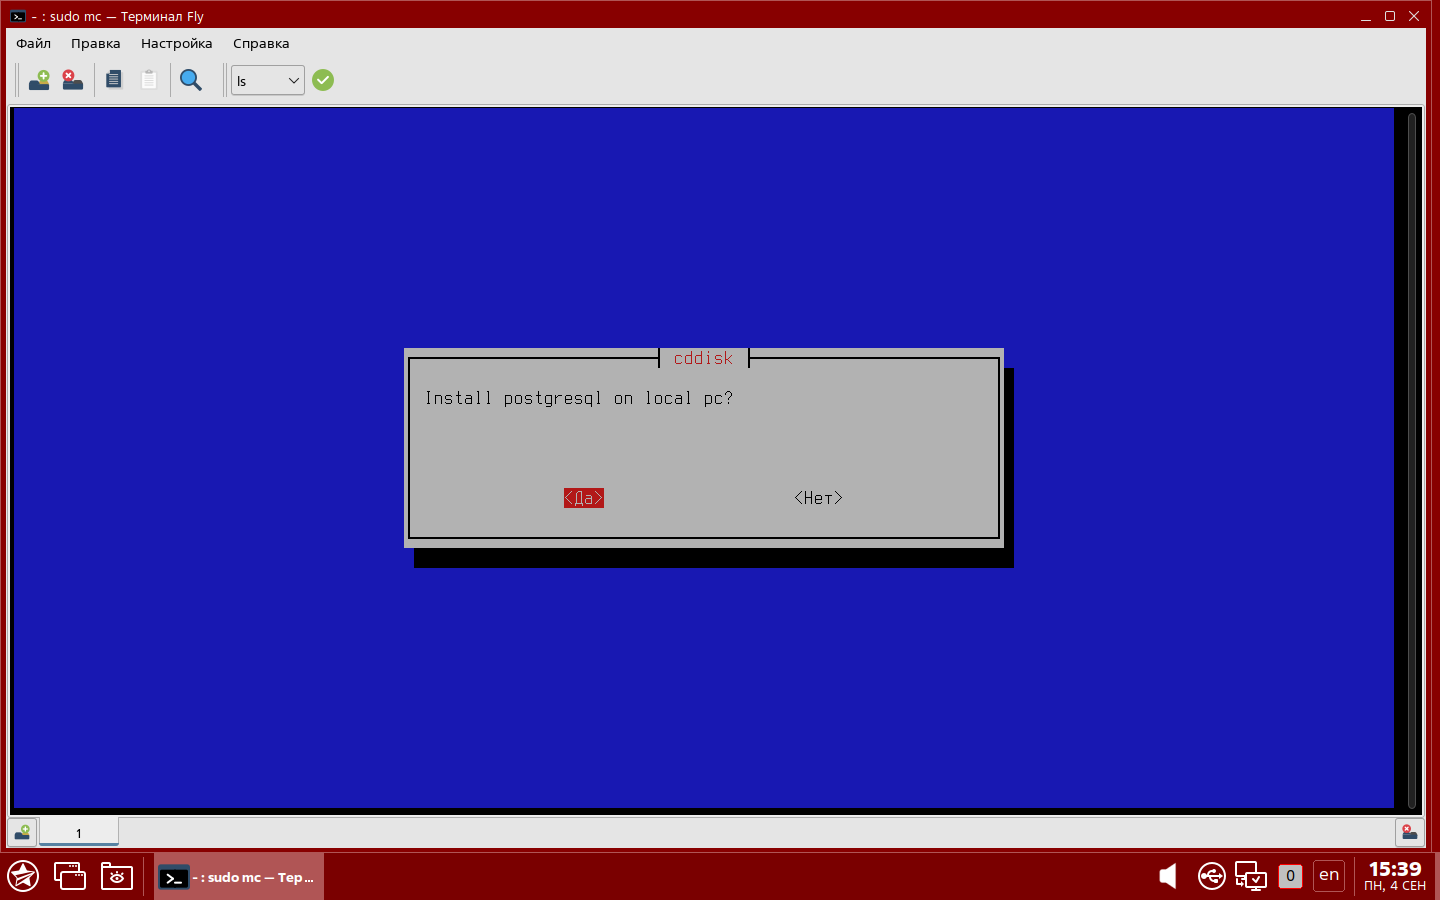 - : sudo mc — Терминал Fly
Файл Правка Настройка Справка
ls
cddisk
Install postgresql on local pc?
<Да> <Нет>
1
- : sudo mc — Тер...
0
en
15:39
ПН, 4 СЕН